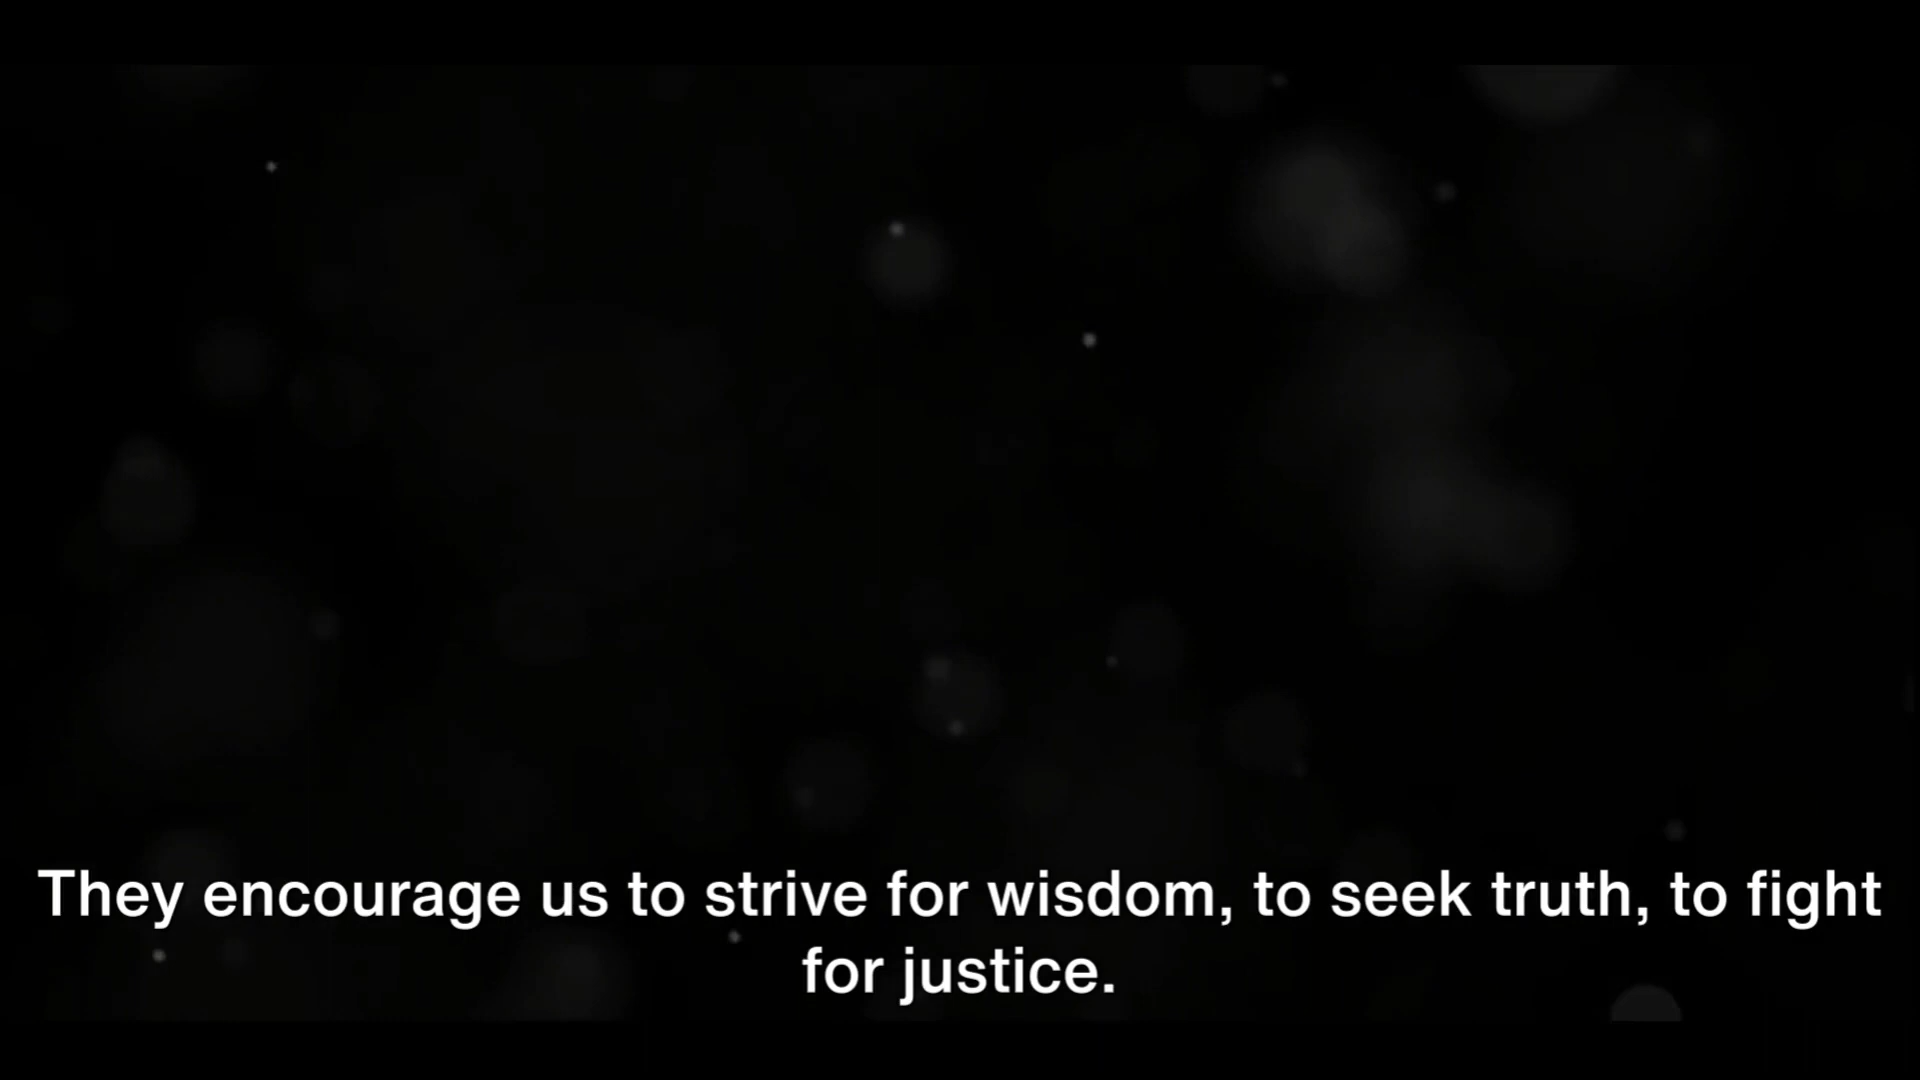 They encourage us to strive for wisdom, to seek truth, to fight
for justice.